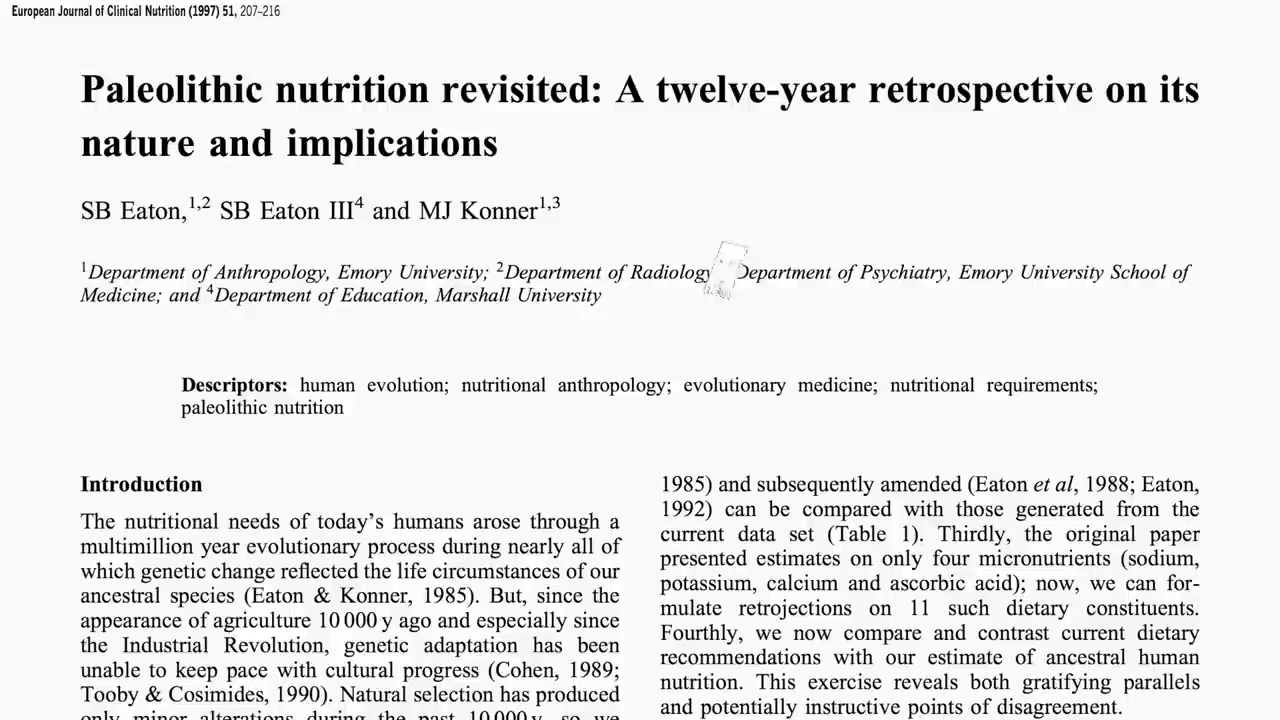 European Journal of Clinical Nutrition (1997) 51, 207–216
Paleolithic nutrition revisited: A twelve-year retrospective on its
nature and implications
SB Eaton,1,2 SB Eaton III4 and MJ Konner1,3
1Department of Anthropology, Emory University; 2Department of Radiology Department of Psychiatry, Emory University School of
Medicine; and 4Department of Education, Marshall University
Descriptors: human evolution; nutritional anthropology; evolutionary medicine; nutritional requirements;
paleolithic nutrition
Introduction
The nutritional needs of today's humans arose through a
multimillion year evolutionary process during nearly all of
which genetic change reflected the life circumstances of our
ancestral species (Eaton & Konner, 1985). But, since the
appearance of agriculture 10 000 y ago and especially since
the Industrial Revolution, genetic adaptation has been
unable to keep pace with cultural progress (Cohen, 1989;
Tooby & Cosimides, 1990). Natural selection has produced
only minor alterations during the past 10 000 y, so we
1985) and subsequently amended (Eaton et al, 1988; Eaton,
1992) can be compared with those generated from the
current data set (Table 1). Thirdly, the original paper
presented estimates on only four micronutrients (sodium,
potassium, calcium and ascorbic acid); now, we can for-
mulate retrojections on 11 such dietary constituents.
Fourthly, we now compare and contrast current dietary
recommendations with our estimate of ancestral human
nutrition. This exercise reveals both gratifying parallels
and potentially instructive points of disagreement.